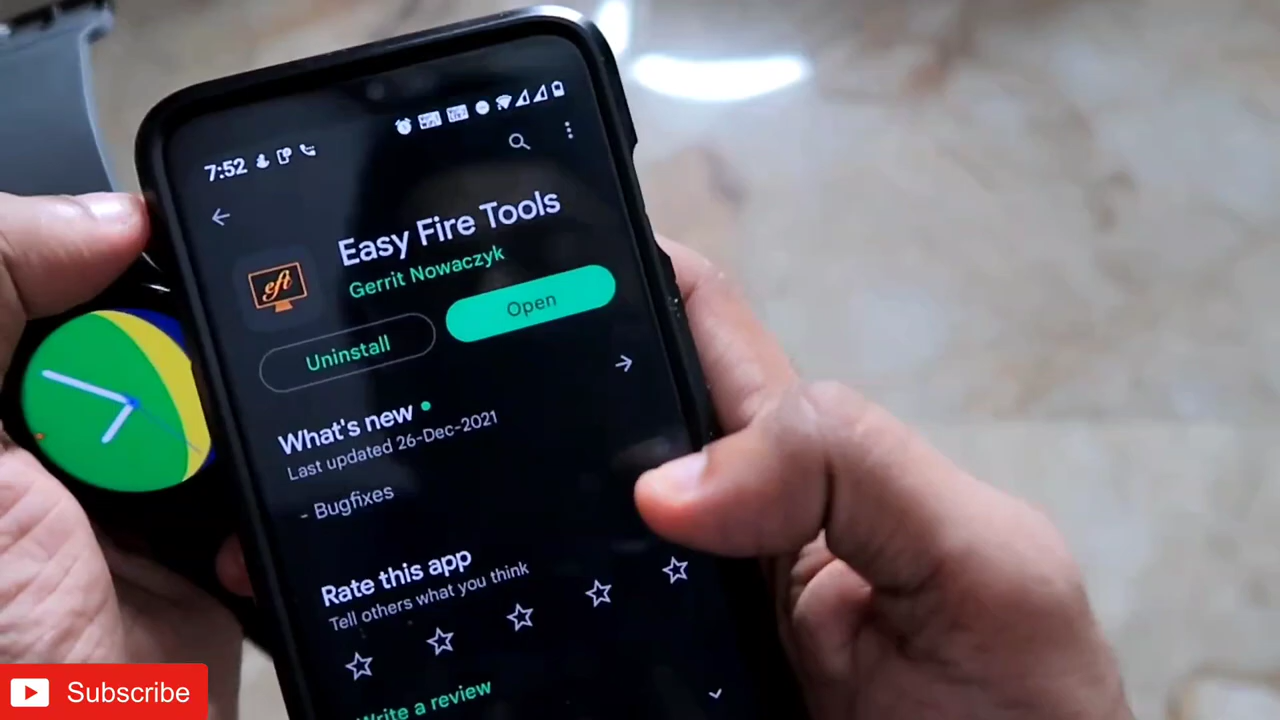 7:52
Easy Fire Tools
eft
Gerrit Nowaczyk
Uninstall
Open
What's new
Last updated 26-Dec-2021
- Bugfixes
Rate this app
Tell others what you think
Write a review
Subscribe